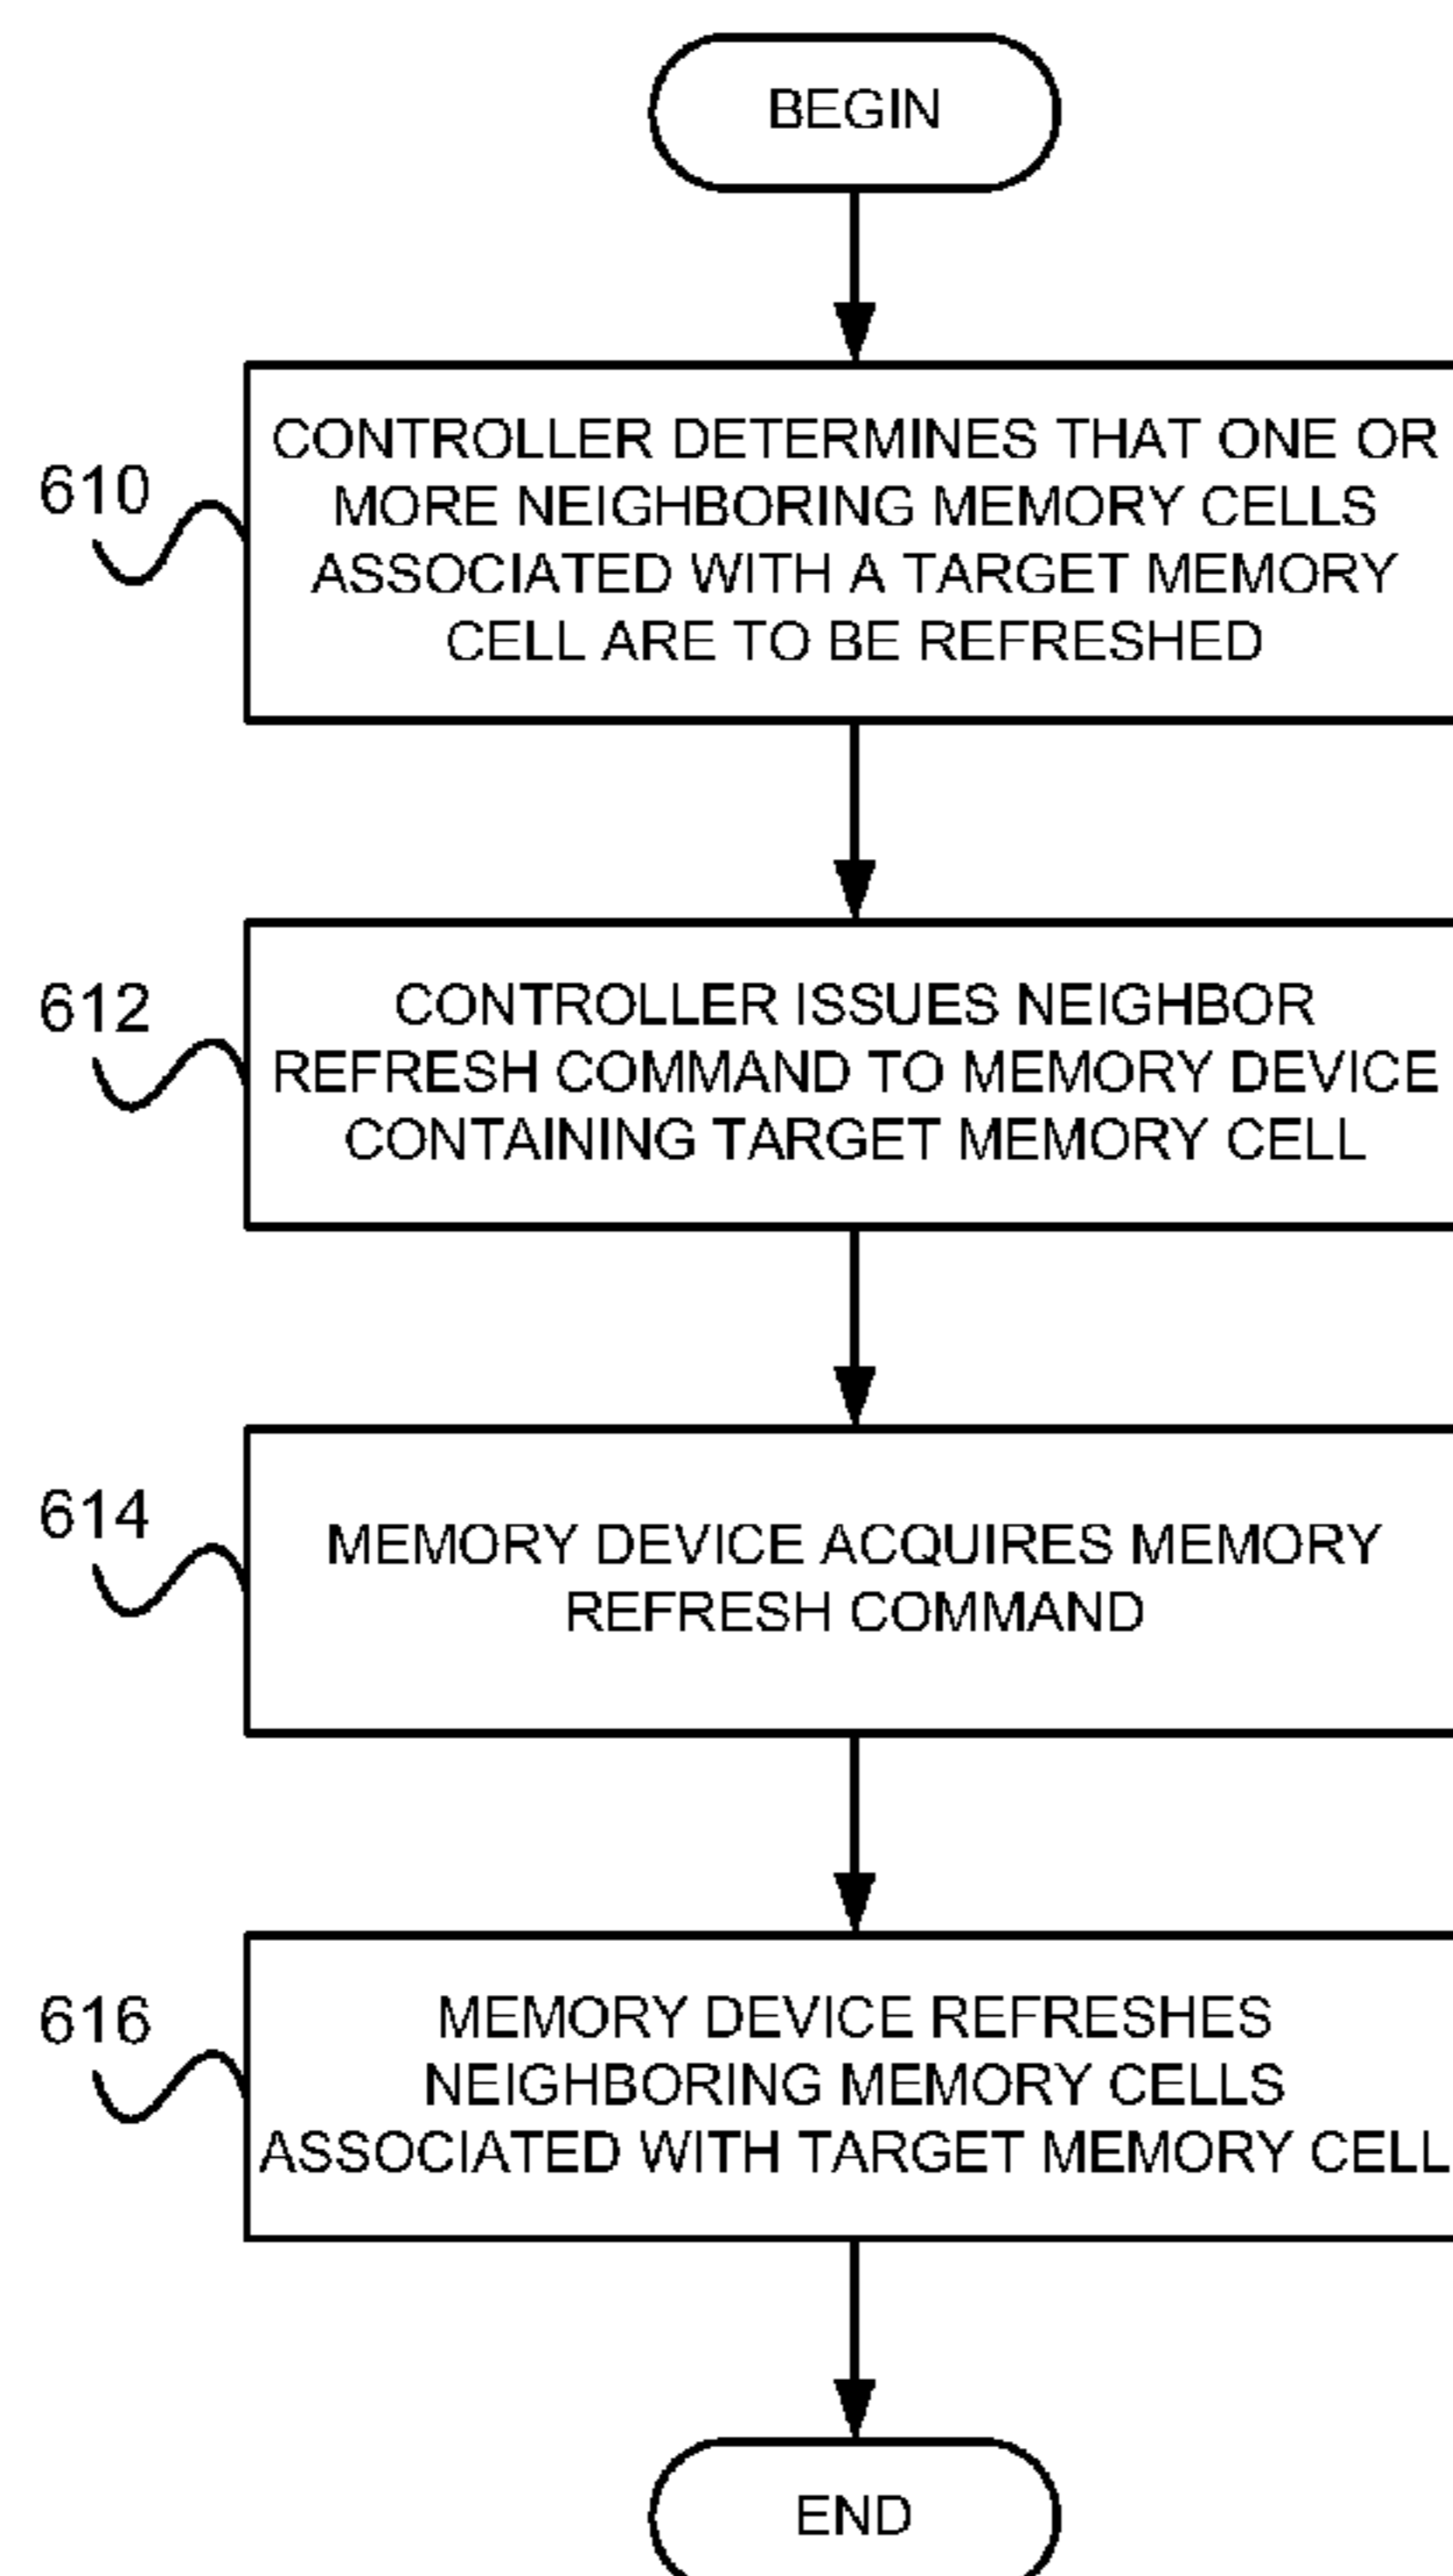 BEGIN
610
CONTROLLER DETERMINES THAT ONE OR
MORE NEIGHBORING MEMORY CELLS
ASSOCIATED WITH A TARGET MEMORY
CELL ARE TO BE REFRESHED
612
CONTROLLER ISSUES NEIGHBOR
REFRESH COMMAND TO MEMORY DEVICE
CONTAINING TARGET MEMORY CELL
614
MEMORY DEVICE ACQUIRES MEMORY
REFRESH COMMAND
616
MEMORY DEVICE REFRESHES
NEIGHBORING MEMORY CELLS
ASSOCIATED WITH TARGET MEMORY CELL
END